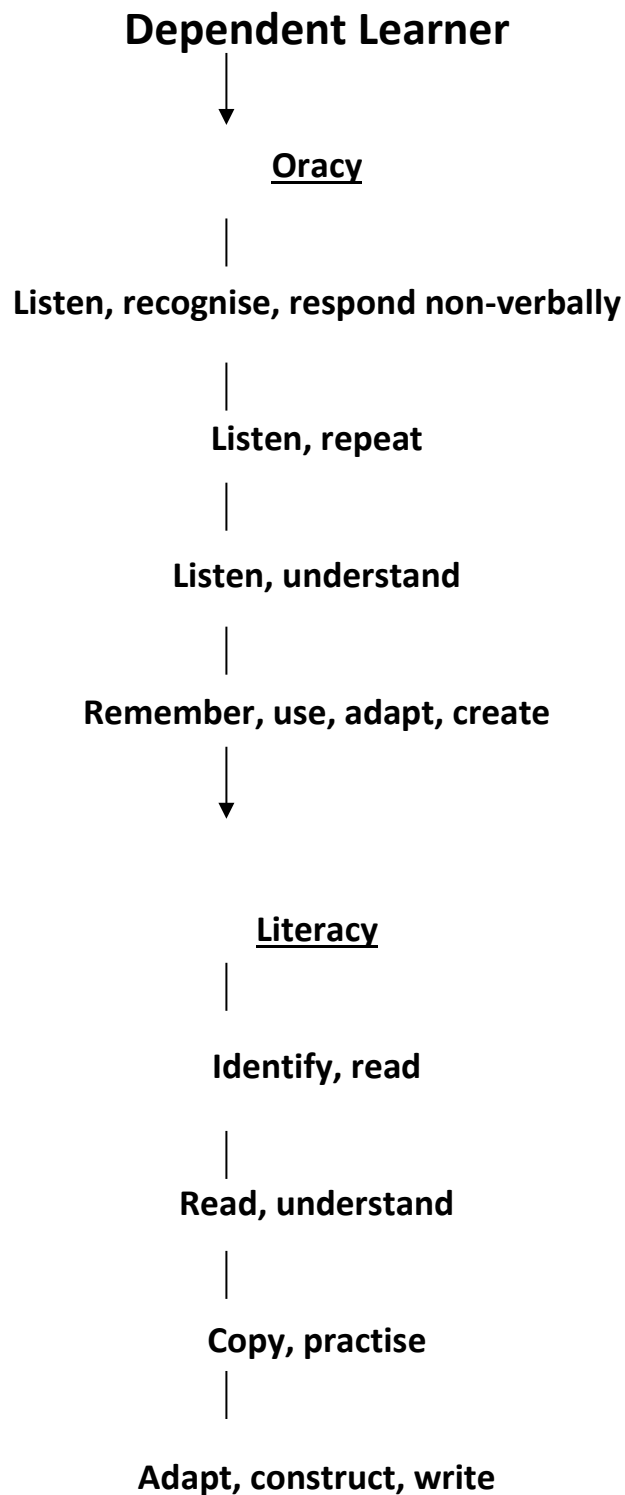 Dependent Learner
Oracy
Listen, recognise, respond non-verbally
Listen, repeat
Listen, understand
Remember, use, adapt, create
Literacy
Identify, read
Read, understand
Copy, practise
Adapt, construct, write